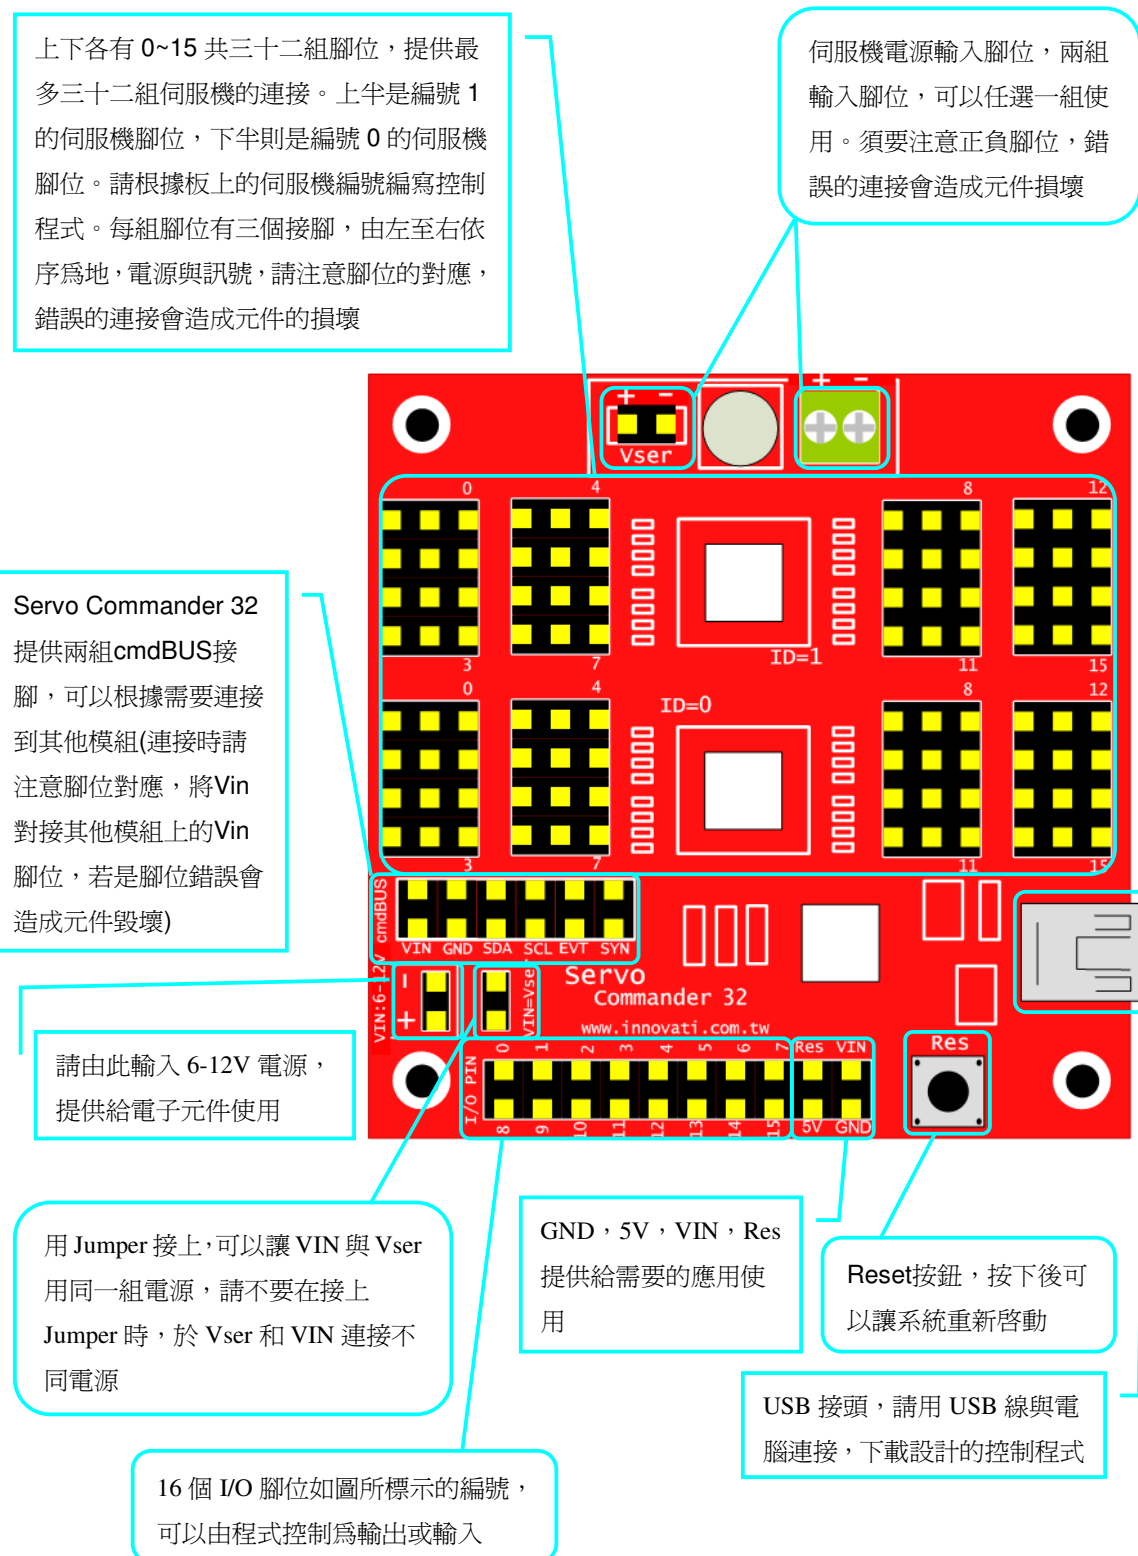 上下各有 0~15 共三十二組腳位，提供最
多三十二組伺服機的連接。上半是編號 1
的伺服機腳位，下半則是編號 0 的伺服機
腳位。請根據板上的伺服機編號編寫控制
程式。每組腳位有三個接腳，由左至右依
序爲地，電源與訊號，請注意腳位的對應，
錯誤的連接會造成元件的損壞
伺服機電源輸入腳位，兩組
輸入腳位，可以任選一組使
用。須要注意正負腳位，錯
誤的連接會造成元件損壞
+ -
+ -
Vser
0 4 8 12
3 7 ID=1 11 15
0 4 8 12
ID=0
3 7 11 15
Servo Commander 32
提供兩組cmdBUS接
腳，可以根據需要連接
到其他模組(連接時請
注意腳位對應，將Vin
對接其他模組上的Vin
腳位，若是腳位錯誤會
造成元件毀壞)
cmdBUS
VIN GND SDA SCL EVT SYN
VIN:6-12V
-
+
VIN=Vser
Servo
Commander 32
www.innovati.com.tw
Res
I/O PIN
0 1 2 3 4 5 6 7 Res VIN
8 9 10 11 12 13 14 15 5V GND
請由此輸入 6-12V 電源，
提供給電子元件使用
用 Jumper 接上，可以讓 VIN 與 Vser
用同一組電源，請不要在接上
Jumper 時，於 Vser 和 VIN 連接不
同電源
GND，5V，VIN，Res
提供給需要的應用使
用
Reset按鈕，按下後可
以讓系統重新啓動
USB 接頭，請用 USB 線與電
腦連接，下載設計的控制程式
16 個 I/O 腳位如圖所標示的編號，
可以由程式控制爲輸出或輸入